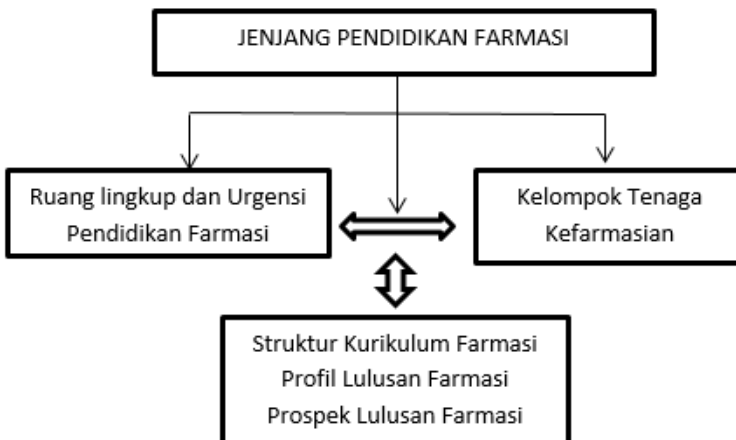 JENJANG PENDIDIKAN FARMASI
Ruang lingkup dan Urgensi
Pendidikan Farmasi
Kelompok Tenaga
Kefarmasian
Struktur Kurikulum Farmasi
Profil Lulusan Farmasi
Prospek Lulusan Farmasi